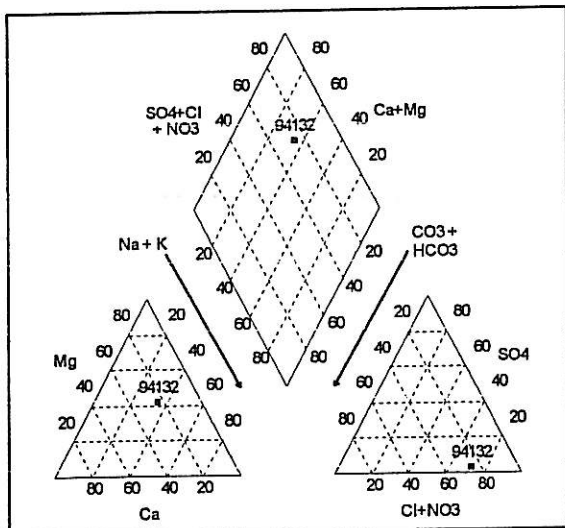 80 80
60 60
SO4+Cl
+ NO3
40 40
Ca+Mg
94132
20 20
Na + K
CO3 +
HCO3
20 20
40 40
60 60
80 80
80 20
80
Mg
60 40
60
SO4
40 60
40
94132
20 80
20
20
40
60
80
94132
80 60 40 20
20 40 60 80
Ca
Cl+NO3